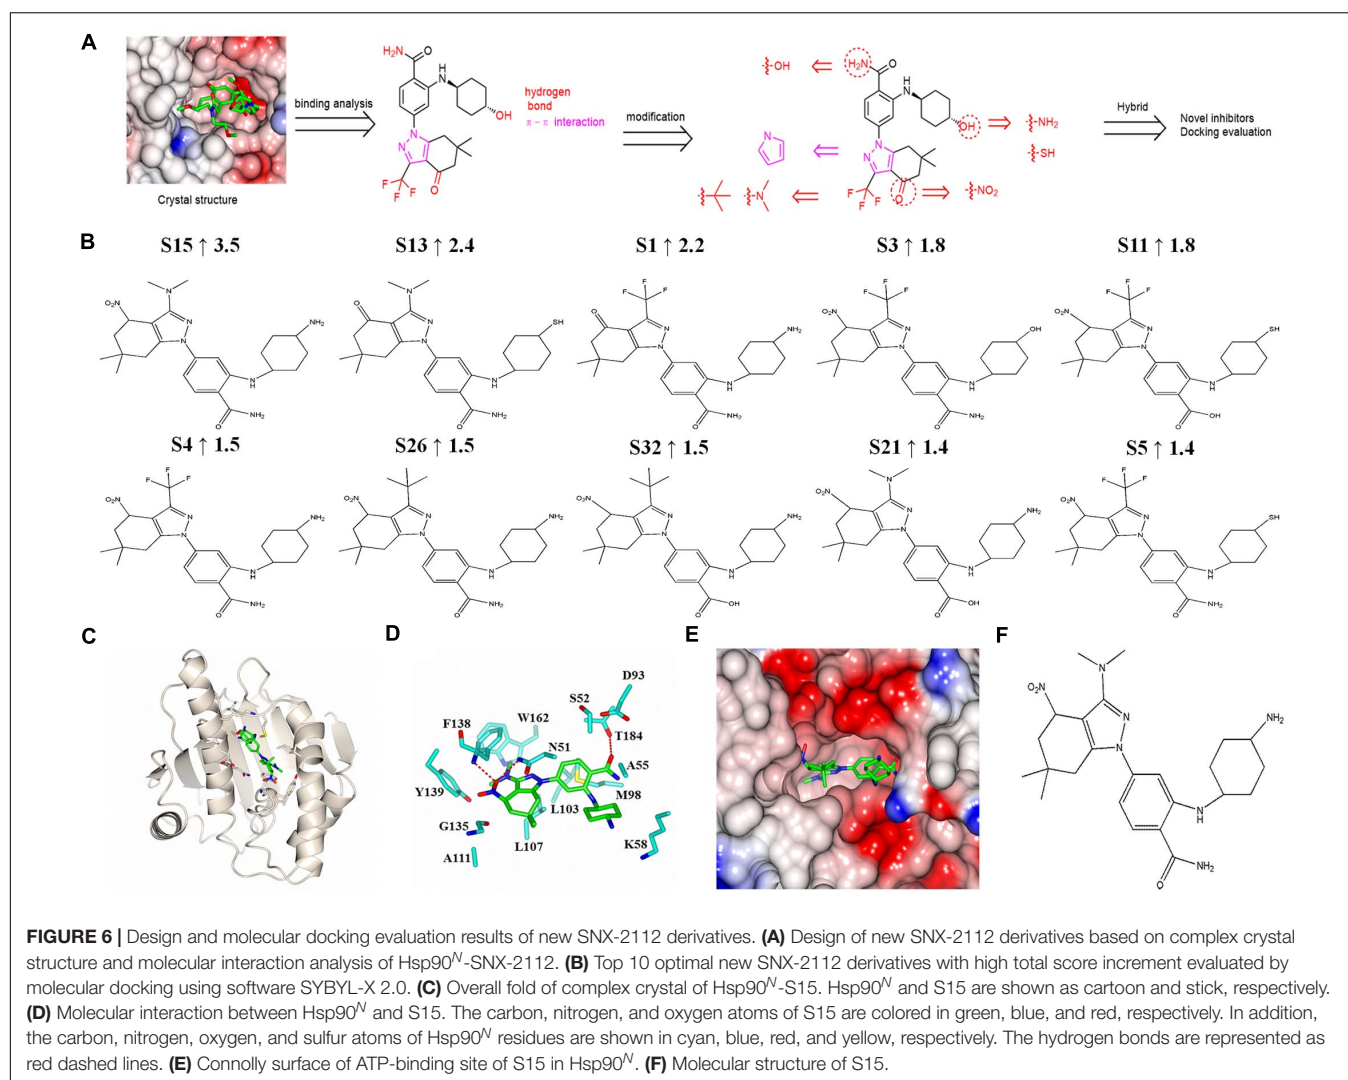 A
H₂N O
NH
binding analysis
hydrogen
bond
π – π interaction
OH
modification
Crystal structure
N N
F F F O
-OH
H₂N O
NH
OH
-NH₂
-SH
N
N N
N
F F F O
-NO₂
Hybrid
Novel inhibitors
Docking evaluation
B
S15 ↑ 3.5 S13 ↑ 2.4 S1 ↑ 2.2 S3 ↑ 1.8 S11 ↑ 1.8
S4 ↑ 1.5 S26 ↑ 1.5 S32 ↑ 1.5 S21 ↑ 1.4 S5 ↑ 1.4
C
D
D93
S52
F138
W162
T184
N51
A55
Y139
M98
L103
G135
L107
K58
A111
E
F
N
O₂N
N
N
NH₂
N
H
NH₂
O
FIGURE 6 | Design and molecular docking evaluation results of new SNX-2112 derivatives. (A) Design of new SNX-2112 derivatives based on complex crystal
structure and molecular interaction analysis of Hsp90ᴺ-SNX-2112. (B) Top 10 optimal new SNX-2112 derivatives with high total score increment evaluated by
molecular docking using software SYBYL-X 2.0. (C) Overall fold of complex crystal of Hsp90ᴺ-S15. Hsp90ᴺ and S15 are shown as cartoon and stick, respectively.
(D) Molecular interaction between Hsp90ᴺ and S15. The carbon, nitrogen, and oxygen atoms of S15 are colored in green, blue, and red, respectively. In addition,
the carbon, nitrogen, oxygen, and sulfur atoms of Hsp90ᴺ residues are shown in cyan, blue, red, and yellow, respectively. The hydrogen bonds are represented as
red dashed lines. (E) Connolly surface of ATP-binding site of S15 in Hsp90ᴺ. (F) Molecular structure of S15.